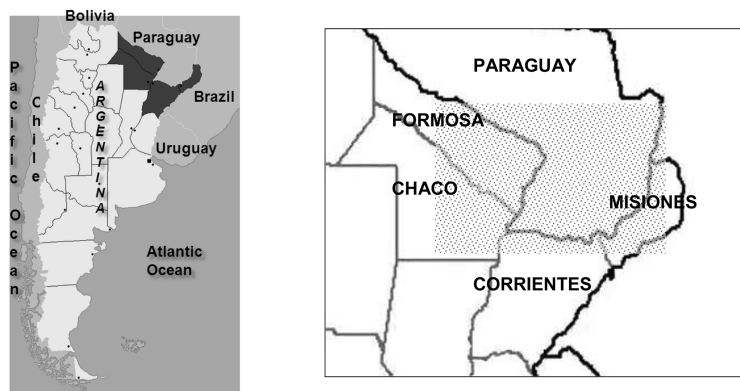 Bolivia
Paraguay
Brazil
Uruguay
Pacific Ocean
Chile
ARGENTINA
Atlantic
Ocean
PARAGUAY
FORMOSA
CHACO
MISIONES
CORRIENTES